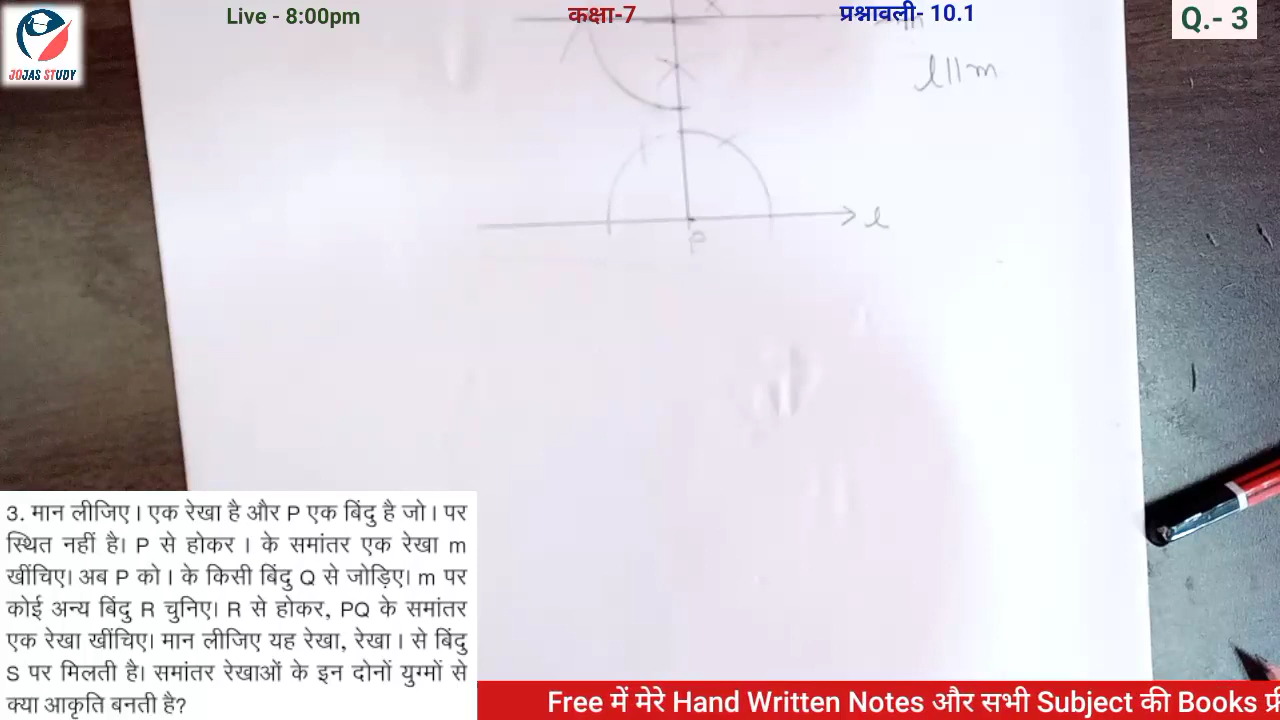 Live - 8:00pm
कक्षा-7
प्रश्नावली- 10.1
Q.- 3
JOJAS STUDY
m
l||m
l
P
3. मान लीजिए l एक रेखा है और P एक बिंदु है जो l पर
स्थित नहीं है। P से होकर l के समांतर एक रेखा m
खींचिए। अब P को l के किसी बिंदु Q से जोड़िए। m पर
कोई अन्य बिंदु R चुनिए। R से होकर, PQ के समांतर
एक रेखा खींचिए। मान लीजिए यह रेखा, रेखा l से बिंदु
S पर मिलती है। समांतर रेखाओं के इन दोनों युग्मों से
क्या आकृति बनती है?
Free में मेरे Hand Written Notes और सभी Subject की Books फ्री